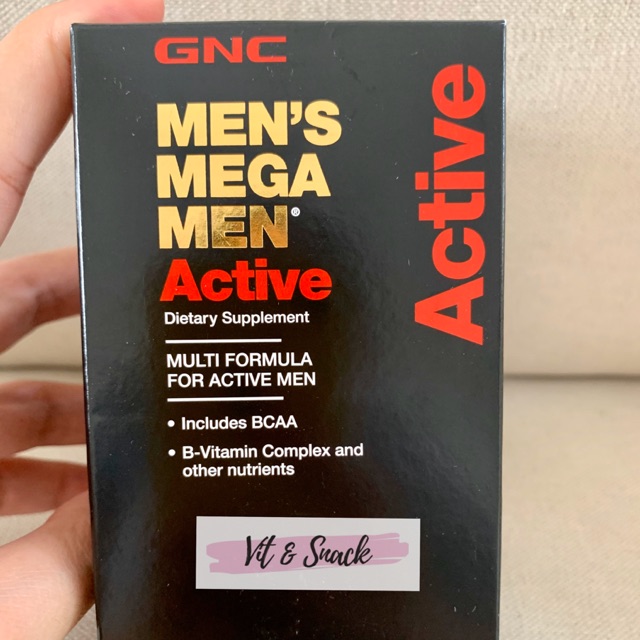 GNC
MEN'S
MEGA
MEN®
Active
Dietary Supplement
MULTI FORMULA
FOR ACTIVE MEN
• Includes BCAA
• B-Vitamin Complex and
other nutrients
Active
Vit & Snack